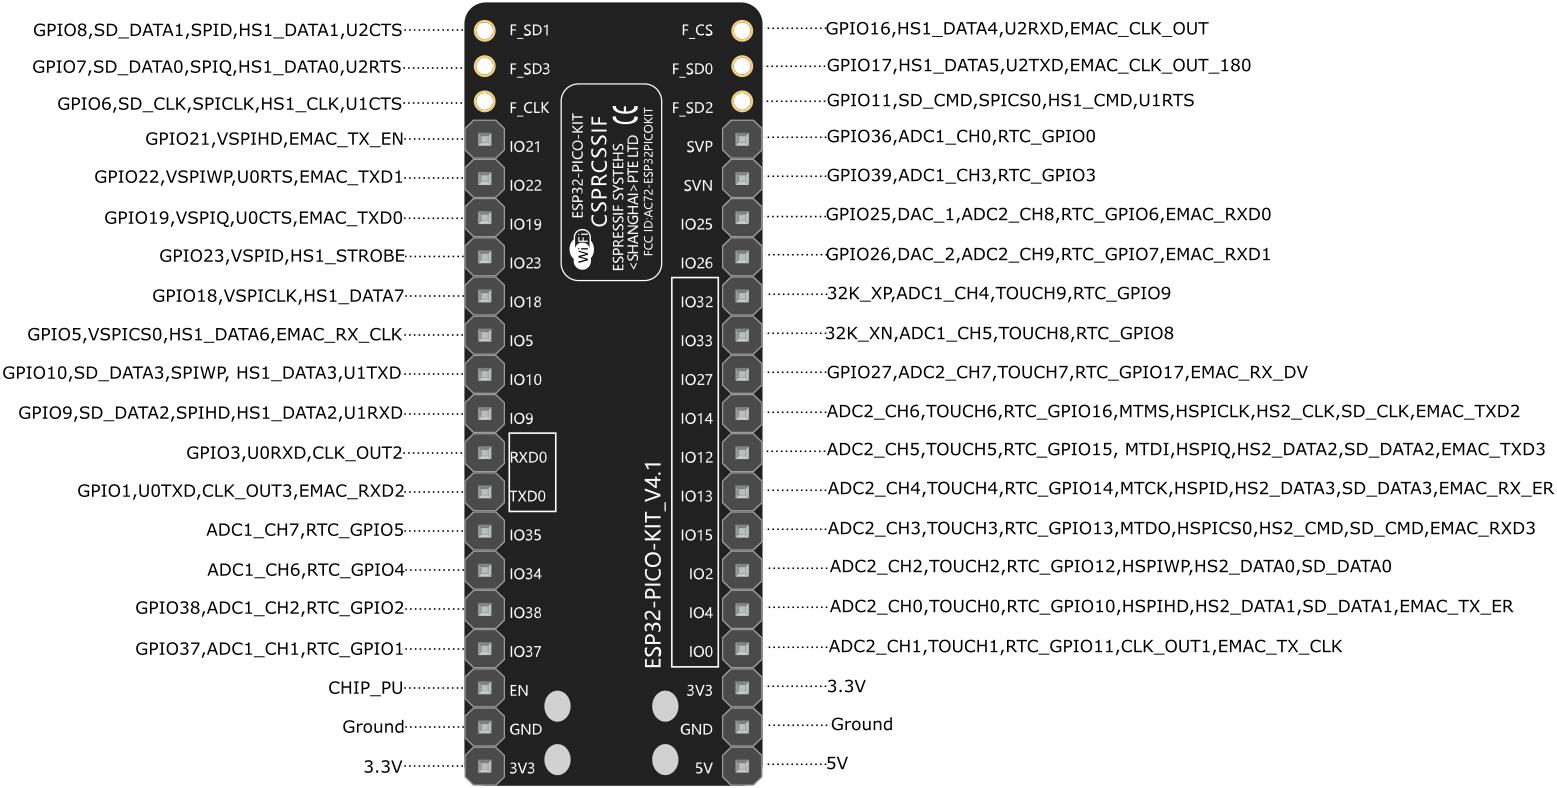 GPIO8,SD_DATA1,SPID,HS1_DATA1,U2CTS
GPIO7,SD_DATA0,SPIQ,HS1_DATA0,U2RTS
GPIO6,SD_CLK,SPICLK,HS1_CLK,U1CTS
GPIO21,VSPIHD,EMAC_TX_EN
GPIO22,VSPIWP,U0RTS,EMAC_TXD1
GPIO19,VSPIQ,U0CTS,EMAC_TXD0
GPIO23,VSPID,HS1_STROBE
GPIO18,VSPICLK,HS1_DATA7
GPIO5,VSPICS0,HS1_DATA6,EMAC_RX_CLK
GPIO10,SD_DATA3,SPIWP, HS1_DATA3,U1TXD
GPIO9,SD_DATA2,SPIHD,HS1_DATA2,U1RXD
GPIO3,U0RXD,CLK_OUT2
GPIO1,U0TXD,CLK_OUT3,EMAC_RXD2
ADC1_CH7,RTC_GPIO5
ADC1_CH6,RTC_GPIO4
GPIO38,ADC1_CH2,RTC_GPIO2
GPIO37,ADC1_CH1,RTC_GPIO1
CHIP_PU
Ground
3.3V
F_SD1
F_SD3
F_CLK
IO21
IO22
IO19
IO23
IO18
IO5
IO10
IO9
RXD0
TXD0
IO35
IO34
IO38
IO37
EN
GND
3V3
WiFi
ESP32-PICO-KIT
CSPRCSSIF
ESPRESSIF SYSTEHS
<SHANGHAI>PTE LTD CE
FCC ID:AC72-ESP32PICOKIT
ESP32-PICO-KIT_V4.1
F_CS
F_SD0
F_SD2
SVP
SVN
IO25
IO26
IO32
IO33
IO27
IO14
IO12
IO13
IO15
IO2
IO4
IO0
3V3
GND
5V
GPIO16,HS1_DATA4,U2RXD,EMAC_CLK_OUT
GPIO17,HS1_DATA5,U2TXD,EMAC_CLK_OUT_180
GPIO11,SD_CMD,SPICS0,HS1_CMD,U1RTS
GPIO36,ADC1_CH0,RTC_GPIO0
GPIO39,ADC1_CH3,RTC_GPIO3
GPIO25,DAC_1,ADC2_CH8,RTC_GPIO6,EMAC_RXD0
GPIO26,DAC_2,ADC2_CH9,RTC_GPIO7,EMAC_RXD1
32K_XP,ADC1_CH4,TOUCH9,RTC_GPIO9
32K_XN,ADC1_CH5,TOUCH8,RTC_GPIO8
GPIO27,ADC2_CH7,TOUCH7,RTC_GPIO17,EMAC_RX_DV
ADC2_CH6,TOUCH6,RTC_GPIO16,MTMS,HSPICLK,HS2_CLK,SD_CLK,EMAC_TXD2
ADC2_CH5,TOUCH5,RTC_GPIO15, MTDI,HSPIQ,HS2_DATA2,SD_DATA2,EMAC_TXD3
ADC2_CH4,TOUCH4,RTC_GPIO14,MTCK,HSPID,HS2_DATA3,SD_DATA3,EMAC_RX_ER
ADC2_CH3,TOUCH3,RTC_GPIO13,MTDO,HSPICS0,HS2_CMD,SD_CMD,EMAC_RXD3
ADC2_CH2,TOUCH2,RTC_GPIO12,HSPIWP,HS2_DATA0,SD_DATA0
ADC2_CH0,TOUCH0,RTC_GPIO10,HSPIHD,HS2_DATA1,SD_DATA1,EMAC_TX_ER
ADC2_CH1,TOUCH1,RTC_GPIO11,CLK_OUT1,EMAC_TX_CLK
3.3V
Ground
5V